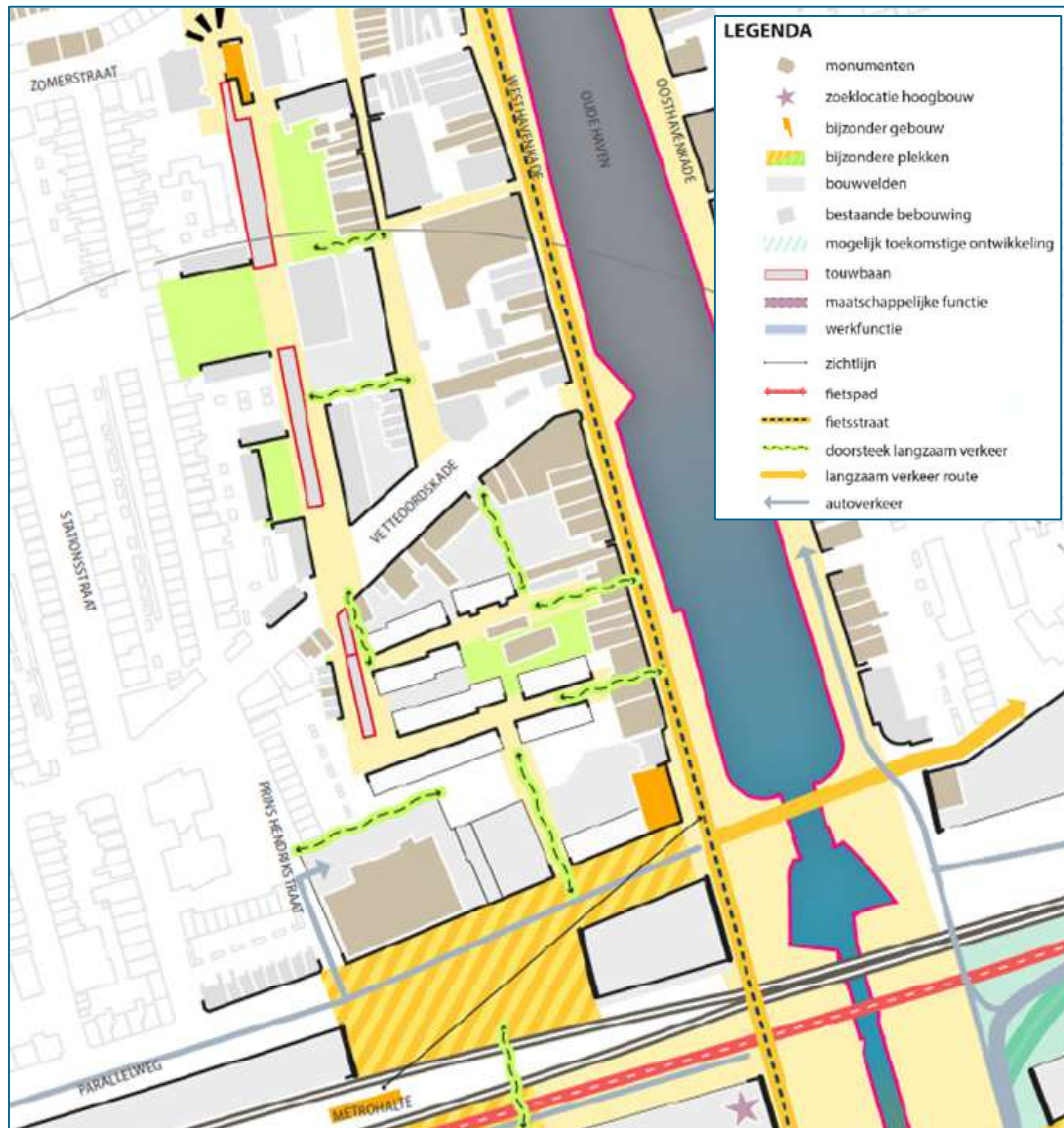 LEGENDA
monumenten
zoeklocatie hoogbouw
bijzonder gebouw
bijzondere plekken
bouwvelden
bestaande bebouwing
mogelijk toekomstige ontwikkeling
touwbaan
maatschappelijke functie
werkfunctie
zichtlijn
fietspad
fietsstraat
doorsteek langzaam verkeer
langzaam verkeer route
autoverkeer
ZOMERSTRAAT
WESTHAVENKADE
OUDE HAVEN
OOSTHAVENKADE
VETTEOORDSKADE
STATIONSSTRAAT
PRINS HENDRIKSTRAAT
PARALLELWEG
METROHALTE